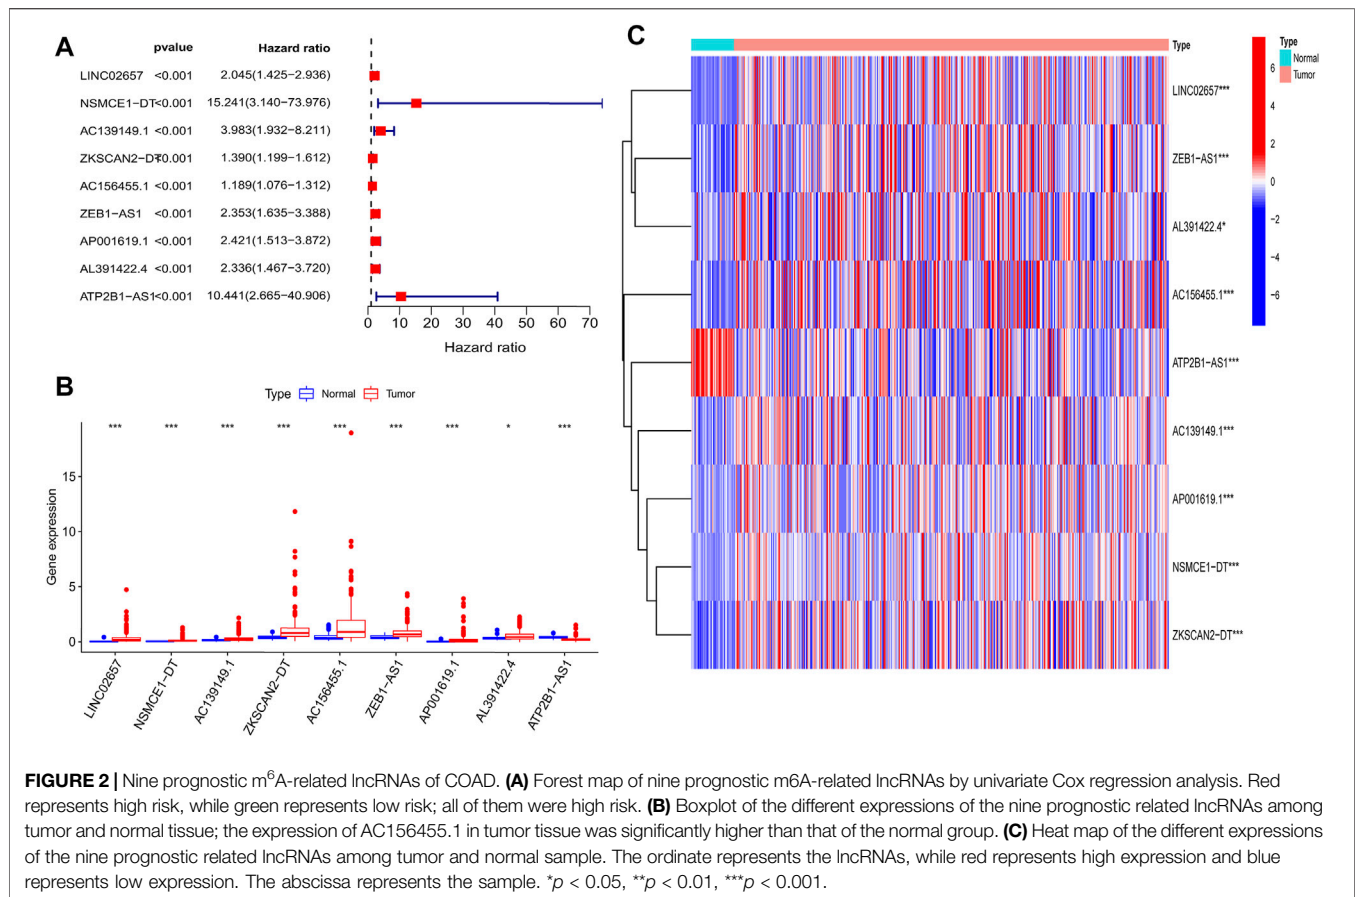 A
pvalue Hazard ratio
LINC02657 <0.001 2.045(1.425−2.936)
NSMCE1−DT<0.001 15.241(3.140−73.976)
AC139149.1 <0.001 3.983(1.932−8.211)
ZKSCAN2−DT<0.001 1.390(1.199−1.612)
AC156455.1 <0.001 1.189(1.076−1.312)
ZEB1−AS1 <0.001 2.353(1.635−3.388)
AP001619.1 <0.001 2.421(1.513−3.872)
AL391422.4 <0.001 2.336(1.467−3.720)
ATP2B1−AS1<0.001 10.441(2.665−40.906)
0 10 20 30 40 50 60 70
Hazard ratio
B
Type Normal Tumor
*** *** *** *** *** *** *** * ***
15
10
5
0
Gene expression
LINC02657
NSMCE1−DT
AC139149.1
ZKSCAN2−DT
AC156455.1
ZEB1−AS1
AP001619.1
AL391422.4
ATP2B1−AS1
C
Type
LINC02657***
ZEB1−AS1***
AL391422.4*
AC156455.1***
ATP2B1−AS1***
AC139149.1***
AP001619.1***
NSMCE1−DT***
ZKSCAN2−DT***
6
4
2
0
−2
−4
−6
Type
Normal
Tumor
FIGURE 2 | Nine prognostic m⁶A-related lncRNAs of COAD. (A) Forest map of nine prognostic m6A-related lncRNAs by univariate Cox regression analysis. Red
represents high risk, while green represents low risk; all of them were high risk. (B) Boxplot of the different expressions of the nine prognostic related lncRNAs among
tumor and normal tissue; the expression of AC156455.1 in tumor tissue was significantly higher than that of the normal group. (C) Heat map of the different expressions
of the nine prognostic related lncRNAs among tumor and normal sample. The ordinate represents the lncRNAs, while red represents high expression and blue
represents low expression. The abscissa represents the sample. *p < 0.05, **p < 0.01, ***p < 0.001.